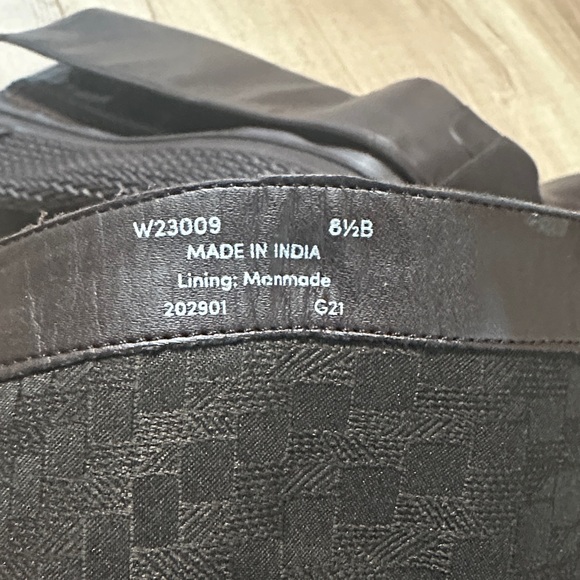 W23009 8½B
MADE IN INDIA
Lining: Manmade
202901 G21